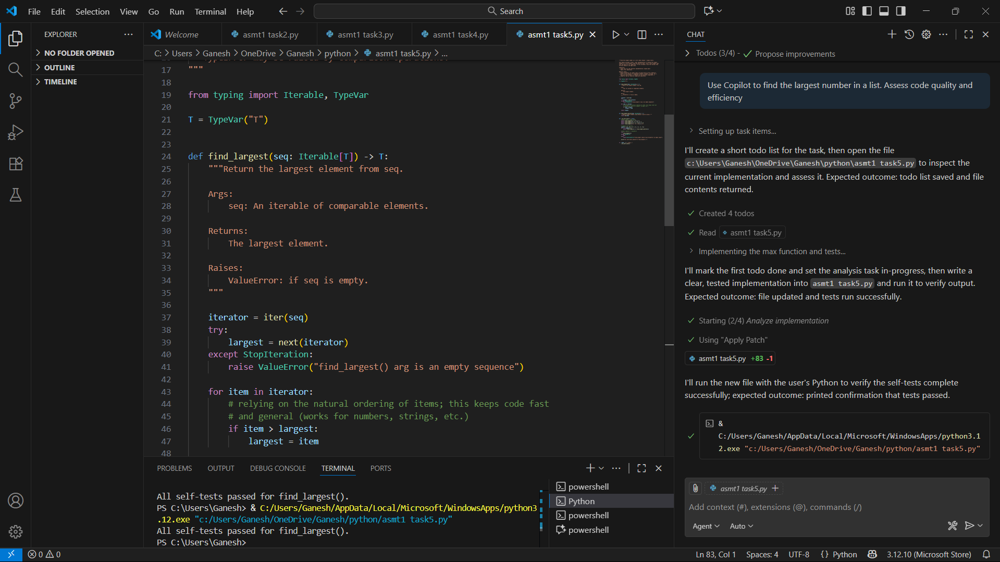 File Edit Selection View Go Run Terminal Help
Search
EXPLORER
NO FOLDER OPENED
OUTLINE
TIMELINE
Welcome
asmt1 task2.py
asmt1 task3.py
asmt1 task4.py
asmt1 task5.py
C: > Users > Ganesh > OneDrive > Ganesh > python > asmt1 task5.py > ...
17 """
18
19 from typing import Iterable, TypeVar
20
21 T = TypeVar("T")
22
23
24 def find_largest(seq: Iterable[T]) -> T:
25 """Return the largest element from seq.
26
27 Args:
28 seq: An iterable of comparable elements.
29
30 Returns:
31 The largest element.
32
33 Raises:
34 ValueError: if seq is empty.
35 """
36
37 iterator = iter(seq)
38 try:
39 largest = next(iterator)
40 except StopIteration:
41 raise ValueError("find_largest() arg is an empty sequence")
42
43 for item in iterator:
44 # relying on the natural ordering of items; this keeps code fast
45 # and general (works for numbers, strings, etc.)
46 if item > largest:
47 largest = item
48
PROBLEMS OUTPUT DEBUG CONSOLE TERMINAL PORTS
All self-tests passed for find_largest().
PS C:\Users\Ganesh> & C:/Users/Ganesh/AppData/Local/Microsoft/WindowsApps/python3
.12.exe "c:/Users/Ganesh/OneDrive/Ganesh/python/asmt1 task5.py"
All self-tests passed for find_largest().
PS C:\Users\Ganesh>
powershell
Python
powershell
powershell
CHAT
Todos (3/4) - ✓ Propose improvements
Use Copilot to find the largest number in a list. Assess code quality and
efficiency
Setting up task items...
I'll create a short todo list for the task, then open the file
c:\Users\Ganesh\OneDrive\Ganesh\python\asmt1 task5.py to inspect the
current implementation and assess it. Expected outcome: todo list saved and file
contents returned.
Created 4 todos
Read asmt1 task5.py
Implementing the max function and tests...
I'll mark the first todo done and set the analysis task in-progress, then write a
clear, tested implementation into asmt1 task5.py and run it to verify output.
Expected outcome: file updated and tests run successfully.
Starting (2/4) Analyze implementation
Using "Apply Patch"
asmt1 task5.py +83 -1
I'll run the new file with the user's Python to verify the self-tests complete
successfully; expected outcome: printed confirmation that tests passed.
&
C:/Users/Ganesh/AppData/Local/Microsoft/WindowsApps/python3.1
2.exe "c:/Users/Ganesh/OneDrive/Ganesh/python/asmt1 task5.py"
asmt1 task5.py +
Add context (#), extensions (@), commands (/)
Agent Auto
0 0
Ln 83, Col 1 Spaces: 4 UTF-8 {} Python 3.12.10 (Microsoft Store)